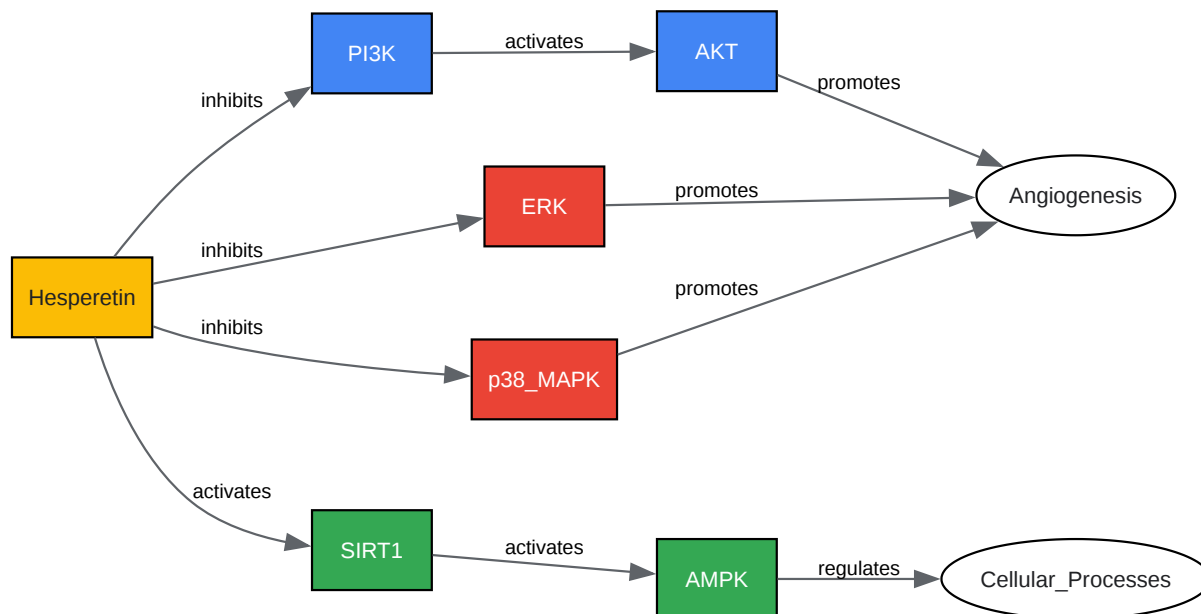 PI3K
activates
AKT
inhibits
promotes
ERK
promotes
Angiogenesis
inhibits
Hesperetin
promotes
inhibits
p38_MAPK
activates
SIRT1
activates
AMPK
regulates
Cellular_Processes